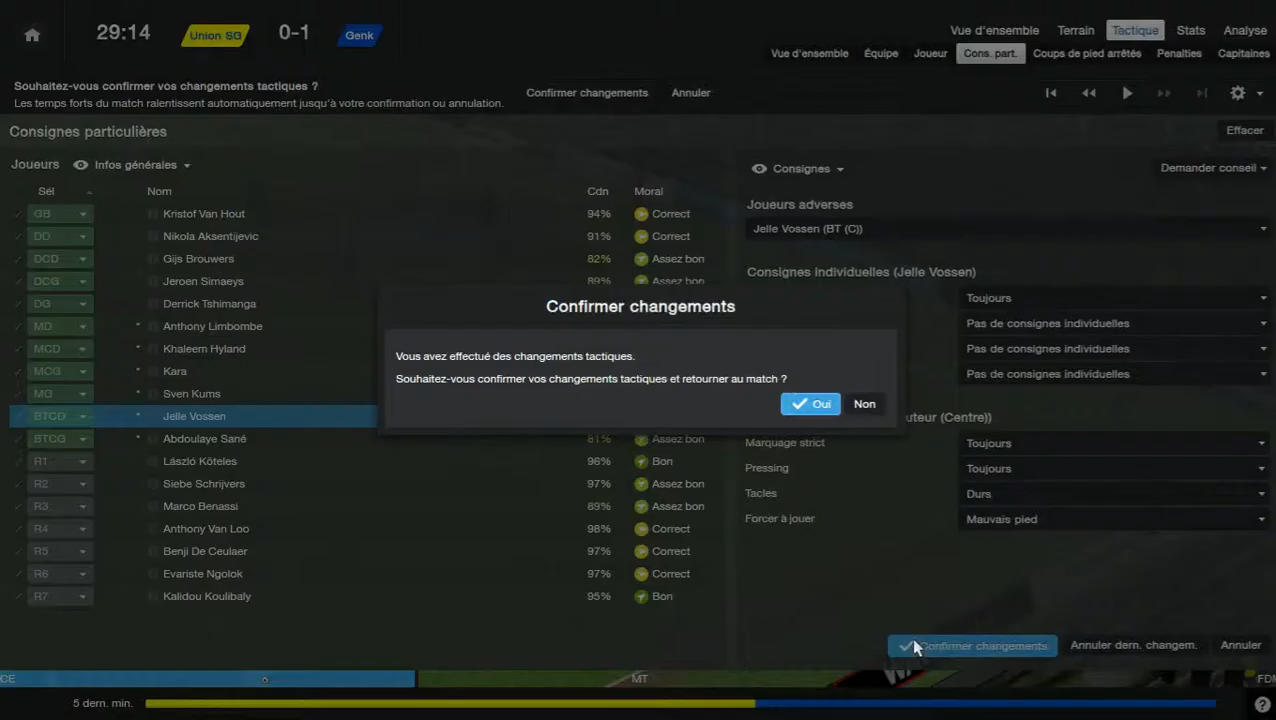 29:14 Union SG 0-1 Genk
Vue d'ensemble Terrain Tactique Stats Analyse
Vue d'ensemble Équipe Joueur Cons. part. Coups de pied arrêtés Penalties Capitaines
Souhaitez-vous confirmer vos changements tactiques ?
Les temps forts du match ralentissent automatiquement jusqu'à votre confirmation ou annulation.
Confirmer changements Annuler
Consignes particulières Effacer
Joueurs Infos générales
Consignes Demander conseil
Sél Nom Cdn Moral
GB Kristof Van Hout 94% Correct
DD Nikola Aksentijevic 91% Correct
DCD Gijs Brouwers 82% Assez bon
DCG Jeroen Simaeys 89% Assez bon
DG Derrick Tshimanga
MD Anthony Limbombe
MCD Khaleem Hyland
MCG Kara
MG Sven Kums
BTCD Jelle Vossen
BTCG Abdoulaye Sané 81% Assez bon
R1 László Köteles 96% Bon
R2 Siebe Schrijvers 97% Assez bon
R3 Marco Benassi 89% Assez bon
R4 Anthony Van Loo 98% Correct
R5 Benji De Ceulaer 97% Correct
R6 Evariste Ngolok 97% Correct
R7 Kalidou Koulibaly 95% Bon
Joueurs adverses
Jelle Vossen (BT (C))
Consignes individuelles (Jelle Vossen)
Toujours
Pas de consignes individuelles
Pas de consignes individuelles
Pas de consignes individuelles
uteur (Centre))
Marquage strict Toujours
Pressing Toujours
Tacles Durs
Forcer à jouer Mauvais pied
Confirmer changements
Vous avez effectué des changements tactiques.
Souhaitez-vous confirmer vos changements tactiques et retourner au match ?
Oui Non
Confirmer changements Annuler dern. changem. Annuler
CE MT FDM
5 dern. min.